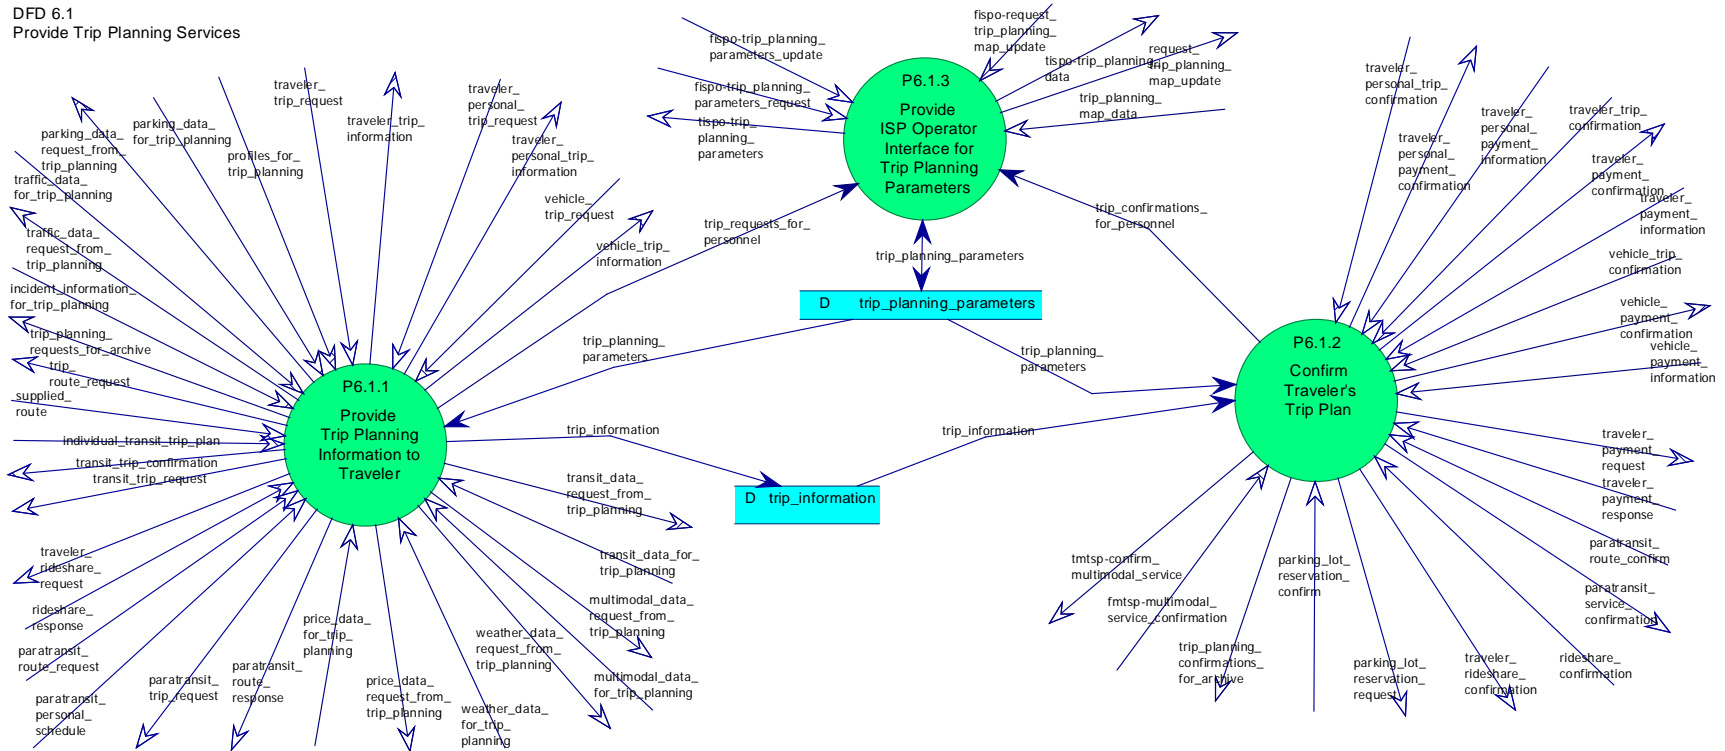 DFD 6.1
Provide Trip Planning Services
fispo-trip_planning_
parameters_update
fispo-request_
trip_planning_
map_update
tispo-trip_planning_
data
request_
trip_planning_
map_update
fispo-trip_planning_
parameters_request
tispo-trip_
planning_
parameters
trip_planning_
map_data
P6.1.3
Provide
ISP Operator
Interface for
Trip Planning
Parameters
traveler_
trip_request
traveler_trip_
information
traveler_
personal_
trip_request
traveler_
personal_trip_
information
parking_data_
request_from_
trip_planning
parking_data_
for_trip_planning
profiles_for_
trip_planning
traffic_data_
for_trip_planning
traffic_data_
request_from_
trip_planning
incident_information_
for_trip_planning
trip_planning_
requests_for_archive
trip_
route_request
supplied_
route
individual_transit_trip_plan
transit_trip_confirmation
transit_trip_request
vehicle_
trip_request
vehicle_trip_
information
trip_requests_for_
personnel
trip_confirmations_
for_personnel
trip_planning_parameters
D trip_planning_parameters
trip_planning_
parameters
trip_planning_
parameters
trip_information
trip_information
D trip_information
P6.1.1
Provide
Trip Planning
Information to
Traveler
traveler_
rideshare_
request
rideshare_
response
paratransit_
route_request
paratransit_
personal_
schedule
paratransit_
trip_request
paratransit_
route_
response
price_data_
for_trip_
planning
price_data_
request_from_
trip_planning
weather_data_
request_from_
trip_planning
weather_data_
for_trip_
planning
transit_data_
request_from_
trip_planning
transit_data_for_
trip_planning
multimodal_data_
request_from_
trip_planning
multimodal_data_
for_trip_planning
traveler_
personal_trip_
confirmation
traveler_
personal_
payment_
confirmation
traveler_
personal_
payment_
information
traveler_trip_
confirmation
traveler_
payment_
confirmation
traveler_
payment_
information
vehicle_trip_
confirmation
vehicle_
payment_
confirmation
vehicle_
payment_
information
P6.1.2
Confirm
Traveler's
Trip Plan
traveler_
payment_
request
traveler_
payment_
response
paratransit_
route_confirm
paratransit_
service_
confirmation
rideshare_
confirmation
traveler_
rideshare_
confirmation
parking_lot_
reservation_
request
parking_lot_
reservation_
confirm
tmtsp-confirm_
multimodal_service
fmtsp-multimodal_
service_confirmation
trip_planning_
confirmations_
for_archive